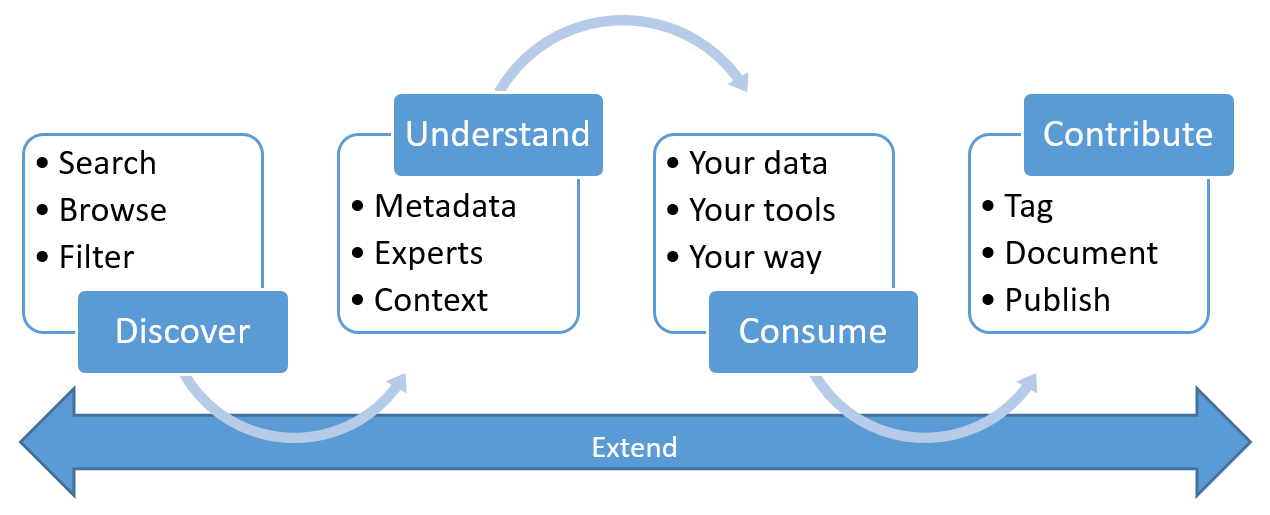 • Search
• Browse
• Filter
Discover
Understand
• Metadata
• Experts
• Context
• Your data
• Your tools
• Your way
Consume
Contribute
• Tag
• Document
• Publish
Extend